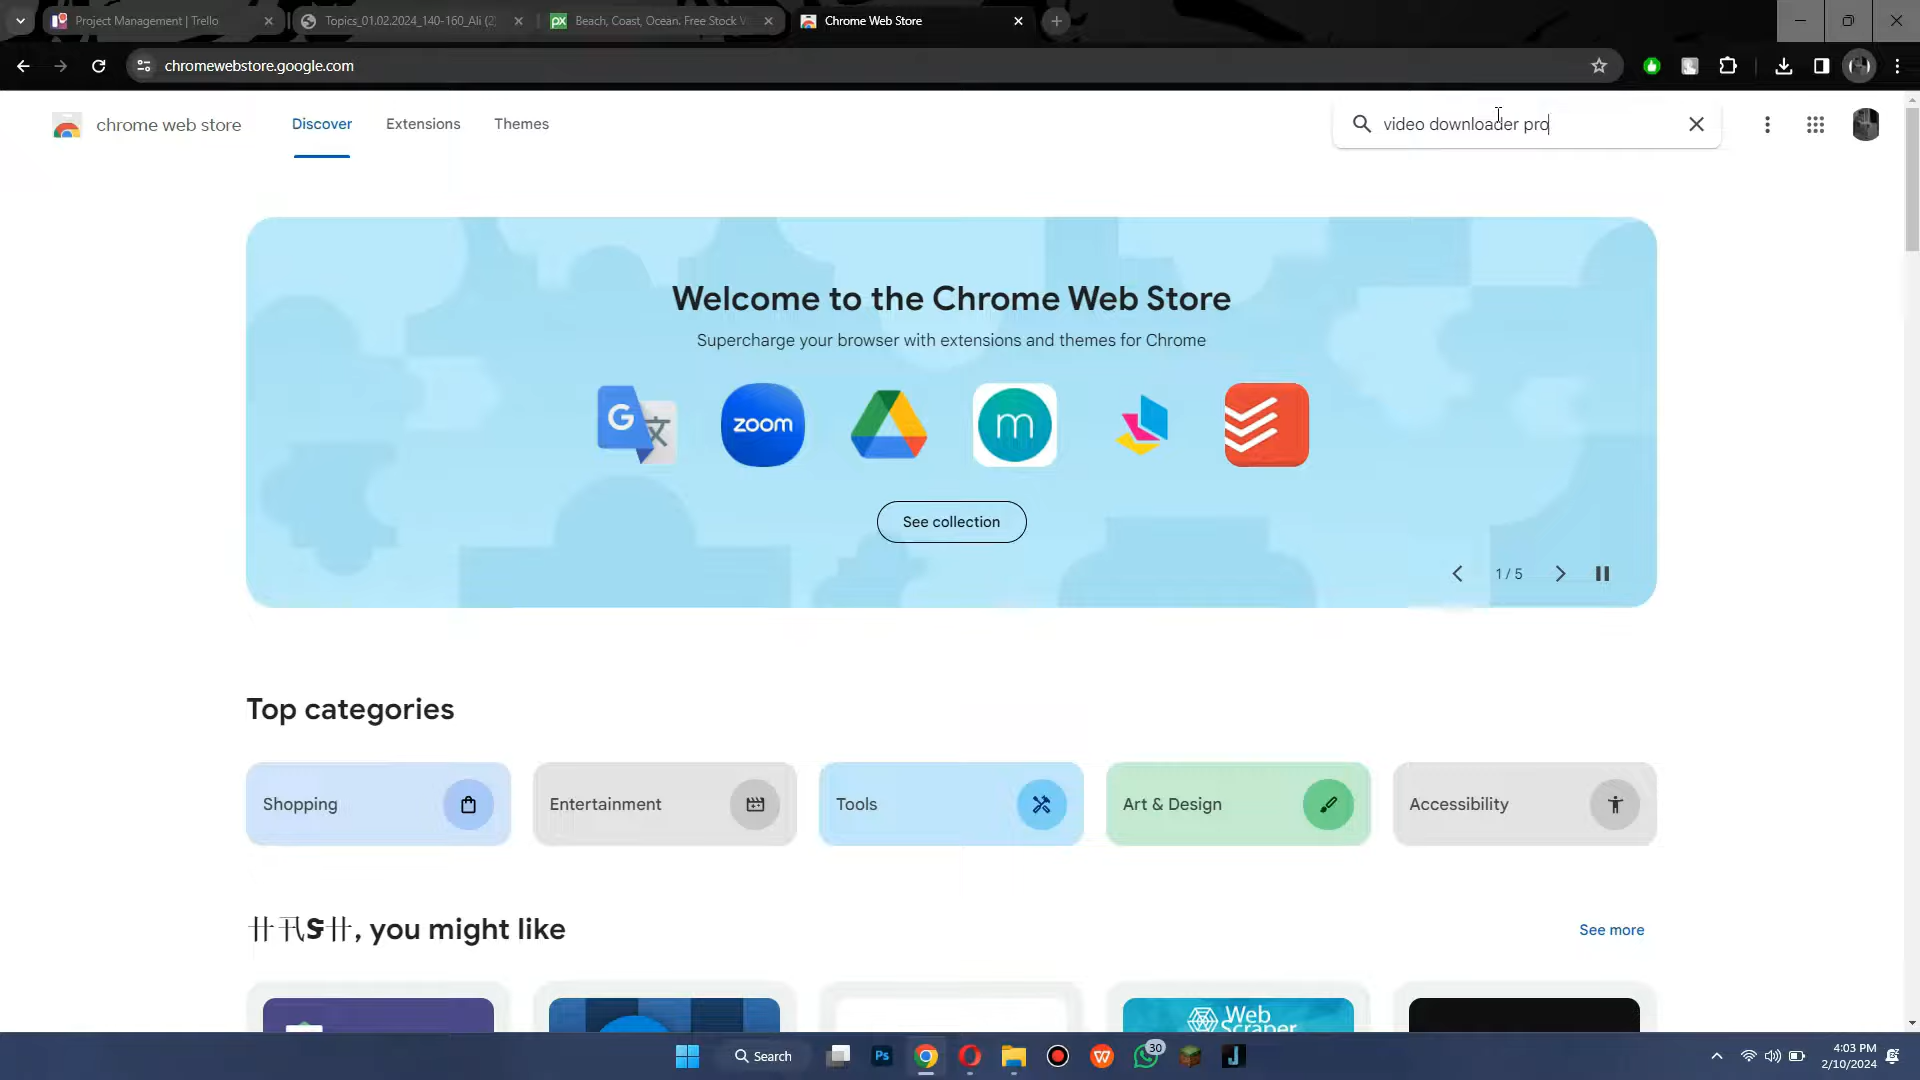 Project Management | Trello
Topics_01.02.2024_140-160_Ali (2)
Beach, Coast, Ocean. Free Stock V
Chrome Web Store
chromewebstore.google.com
chrome web store
Discover
Extensions
Themes
video downloader pro
Welcome to the Chrome Web Store
Supercharge your browser with extensions and themes for Chrome
zoom
m
See collection
1 / 5
Top categories
Shopping
Entertainment
Tools
Art & Design
Accessibility
, you might like
See more
Web
Scraper
Search
Ps
30
4:03 PM
2/10/2024